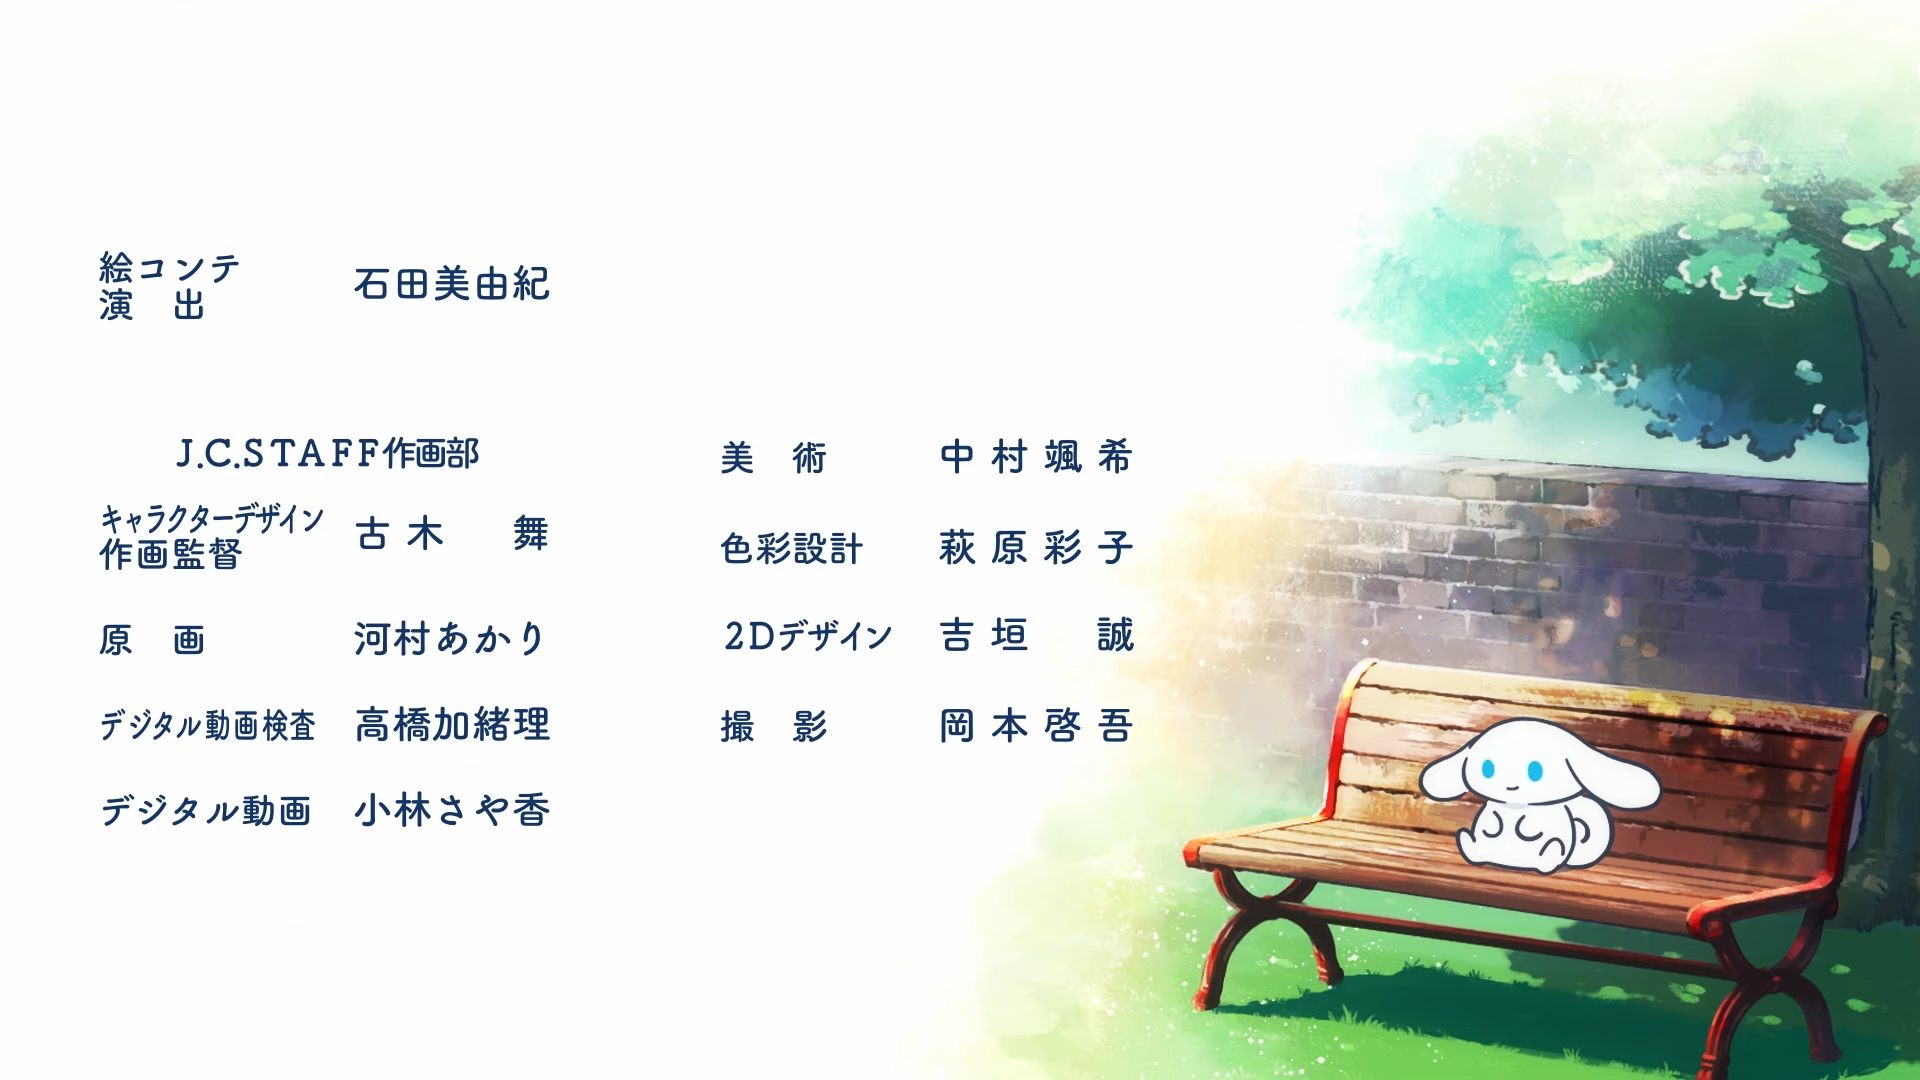 絵コンテ
演　出　石田美由紀
J.C.STAFF作画部
キャラクターデザイン
作画監督　古木　舞
原　画　河村あかり
デジタル動画検査　高橋加緒理
デジタル動画　小林さや香
美　術　中村颯希
色彩設計　萩原彩子
2Dデザイン　吉垣　誠
撮　影　岡本啓吾